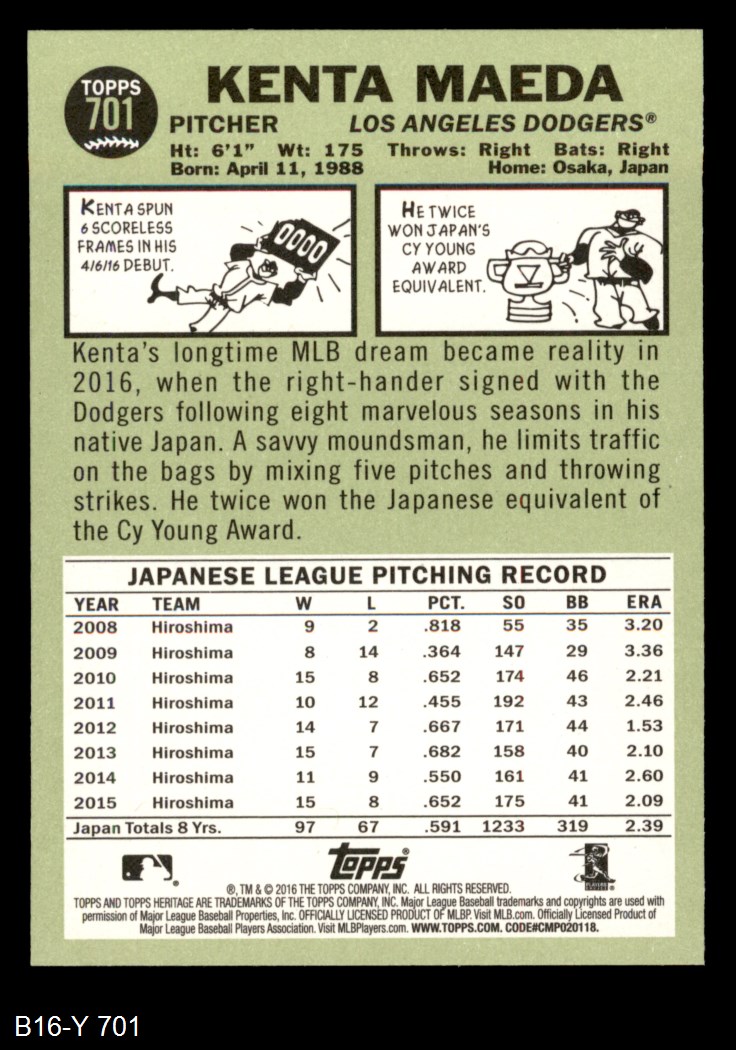 TOPPS
701
KENTA MAEDA
PITCHER LOS ANGELES DODGERS®
Ht: 6'1" Wt: 175 Throws: Right Bats: Right
Born: April 11, 1988 Home: Osaka, Japan
KENTA SPUN
6 SCORELESS
FRAMES IN HIS
4/6/16 DEBUT.
0000
HE TWICE
WON JAPAN'S
CY YOUNG
AWARD
EQUIVALENT.
Kenta's longtime MLB dream became reality in
2016, when the right-hander signed with the
Dodgers following eight marvelous seasons in his
native Japan. A savvy moundsman, he limits traffic
on the bags by mixing five pitches and throwing
strikes. He twice won the Japanese equivalent of
the Cy Young Award.
JAPANESE LEAGUE PITCHING RECORD
YEAR TEAM W L PCT. SO BB ERA
2008 Hiroshima 9 2 .818 55 35 3.20
2009 Hiroshima 8 14 .364 147 29 3.36
2010 Hiroshima 15 8 .652 174 46 2.21
2011 Hiroshima 10 12 .455 192 43 2.46
2012 Hiroshima 14 7 .667 171 44 1.53
2013 Hiroshima 15 7 .682 158 40 2.10
2014 Hiroshima 11 9 .550 161 41 2.60
2015 Hiroshima 15 8 .652 175 41 2.09
Japan Totals 8 Yrs. 97 67 .591 1233 319 2.39
topps®
®, TM & © 2016 THE TOPPS COMPANY, INC. ALL RIGHTS RESERVED.
TOPPS AND TOPPS HERITAGE ARE TRADEMARKS OF THE TOPPS COMPANY, INC. Major League Baseball trademarks and copyrights are used with
permission of Major League Baseball Properties, Inc. OFFICIALLY LICENSED PRODUCT OF MLBP. Visit MLB.com. Officially Licensed Product of
Major League Baseball Players Association. Visit MLBPlayers.com. WWW.TOPPS.COM. CODE#CMP020118.
B16-Y 701